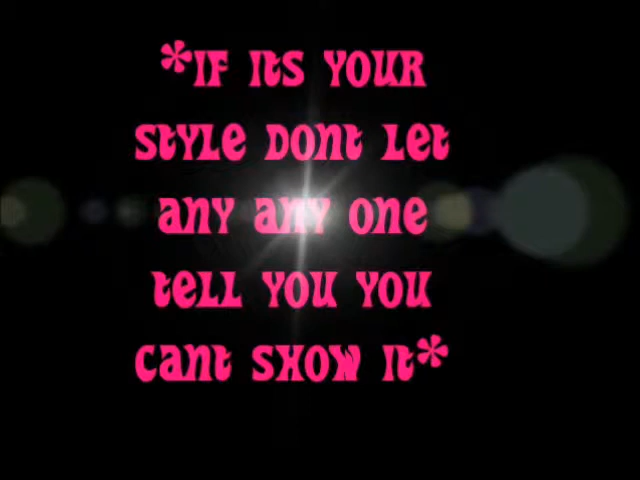 *IF ItS YOUR
StYLe DONt Let
aNY aNY ONe
teLL YOU YOU
CaNt SHOW It*